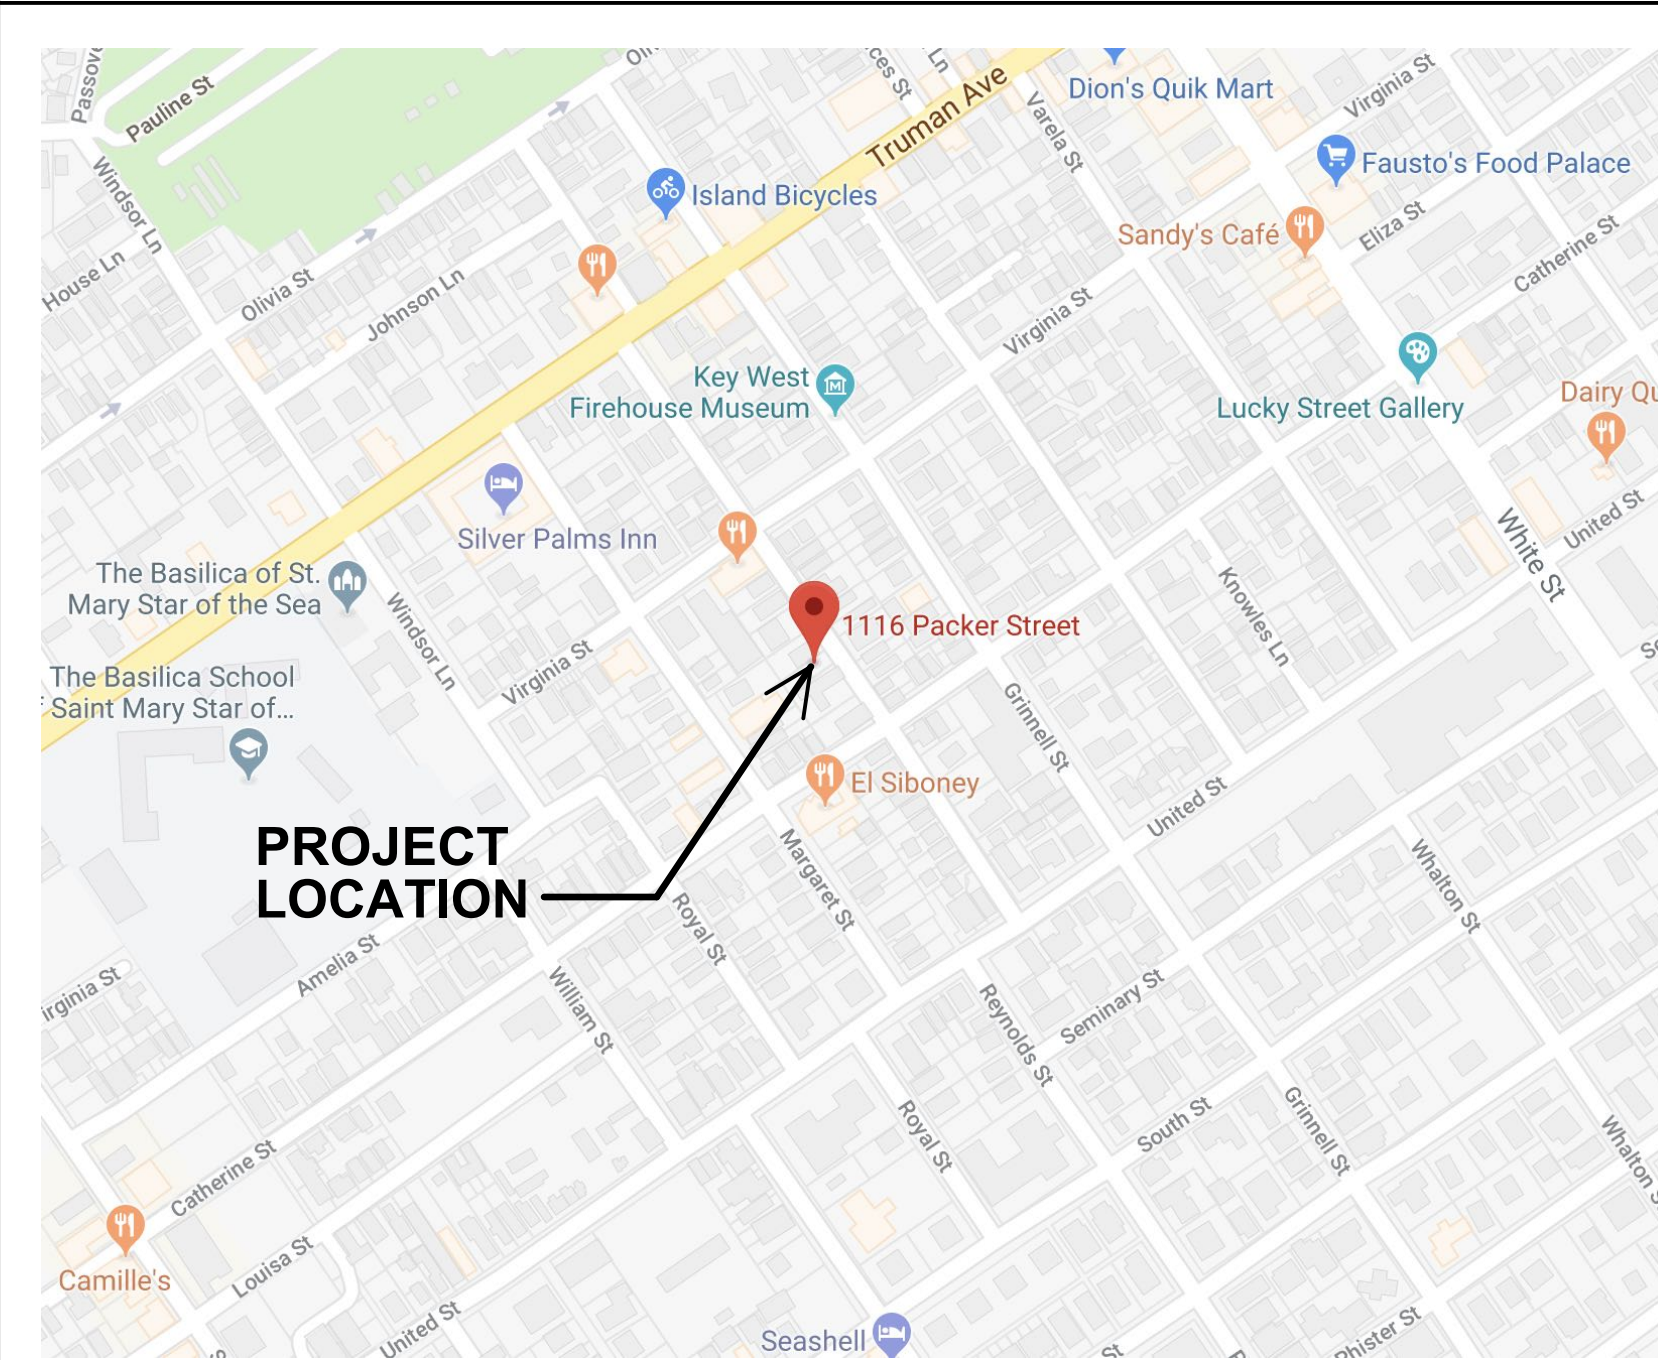 Passov
Pauline St
Oli
ces St
Ln
Truman Ave
Varela St
Dion's Quik Mart
Virginia St
Fausto's Food Palace
Windsor Ln
House Ln
Olivia St
Johnson Ln
Island Bicycles
Sandy's Café
Eliza St
Catherine St
Virginia St
Key West
Firehouse Museum
Lucky Street Gallery
Dairy Qu
Silver Palms Inn
White St
United St
The Basilica of St.
Mary Star of the Sea
Windsor Ln
Knowles Ln
1116 Packer Street
Virginia St
The Basilica School
Saint Mary Star of...
Grinnell St
El Siboney
United St
PROJECT
LOCATION
Margaret St
Whalton St
Royal St
Amelia St
irginia St
William St
Reynolds St
Seminary St
Royal St
South St
Grinnell St
Whalton S
Catherine St
Louisa St
Camille's
United St
Seashell
St
Phister St